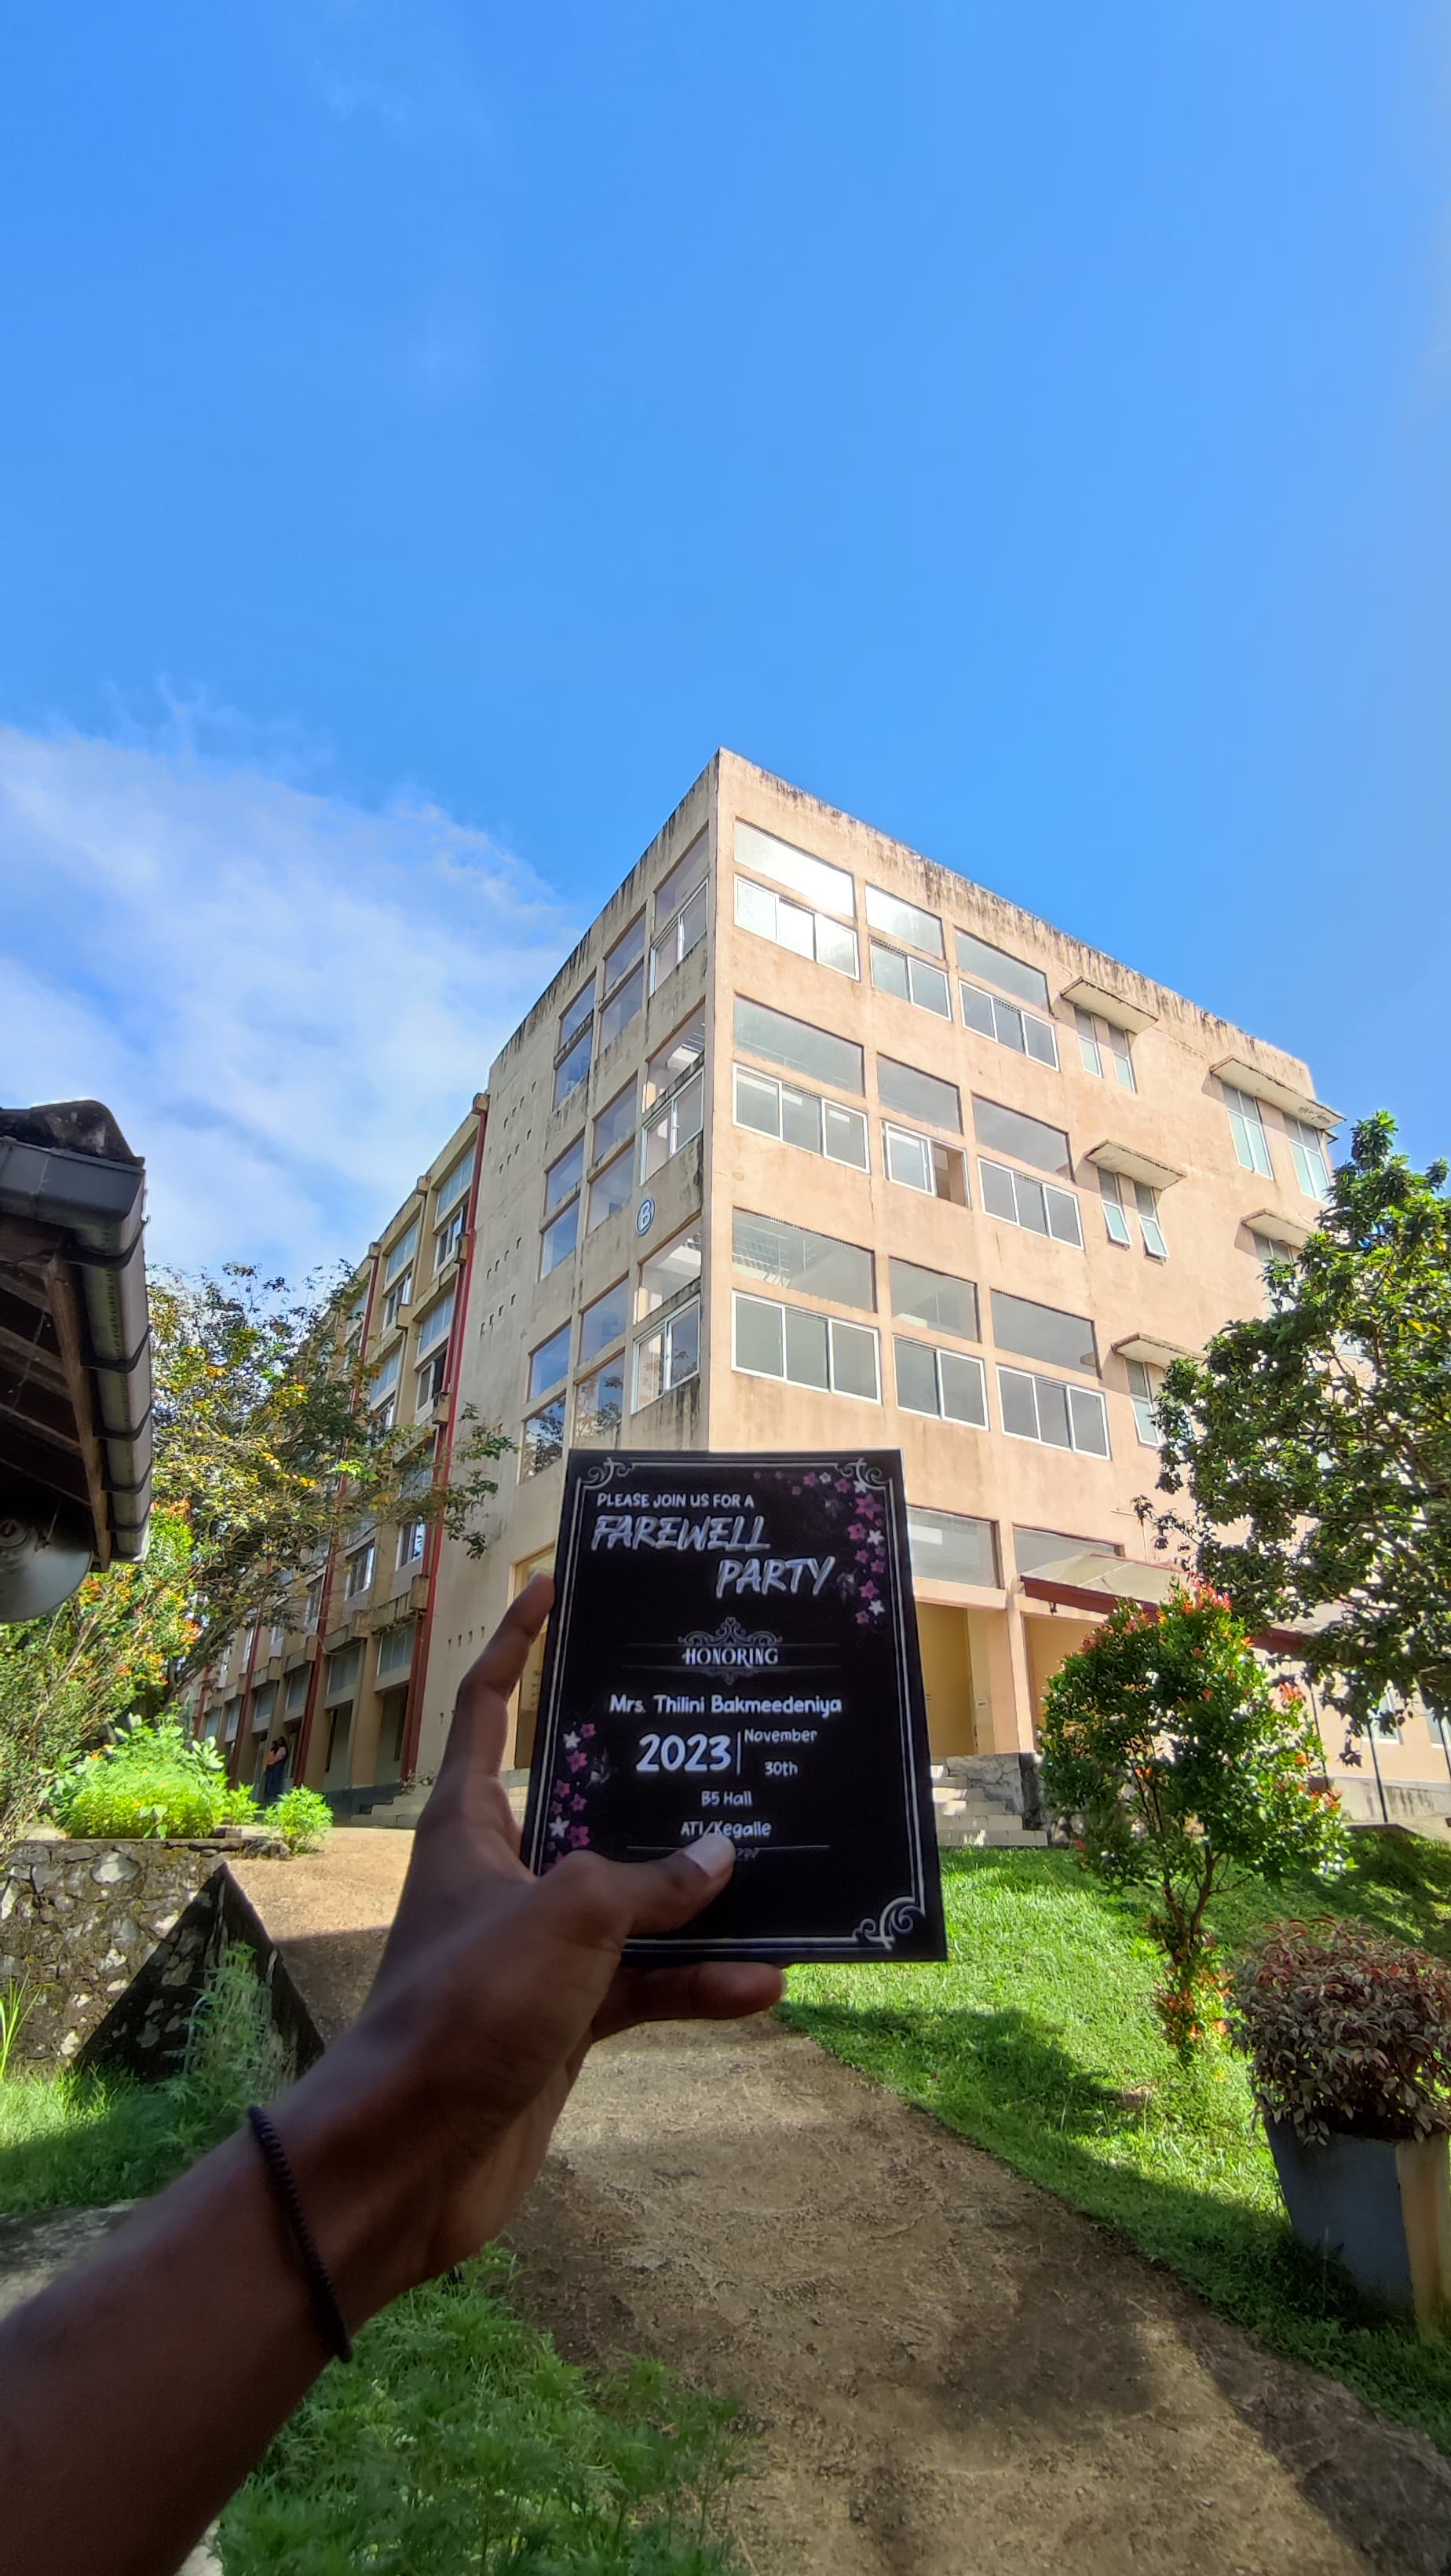 B
PLEASE JOIN US FOR A
FAREWELL
PARTY
HONORING
Mrs. Thilini Bakmeedeniya
2023
November
30th
B5 Hall
ATI/Kegalle